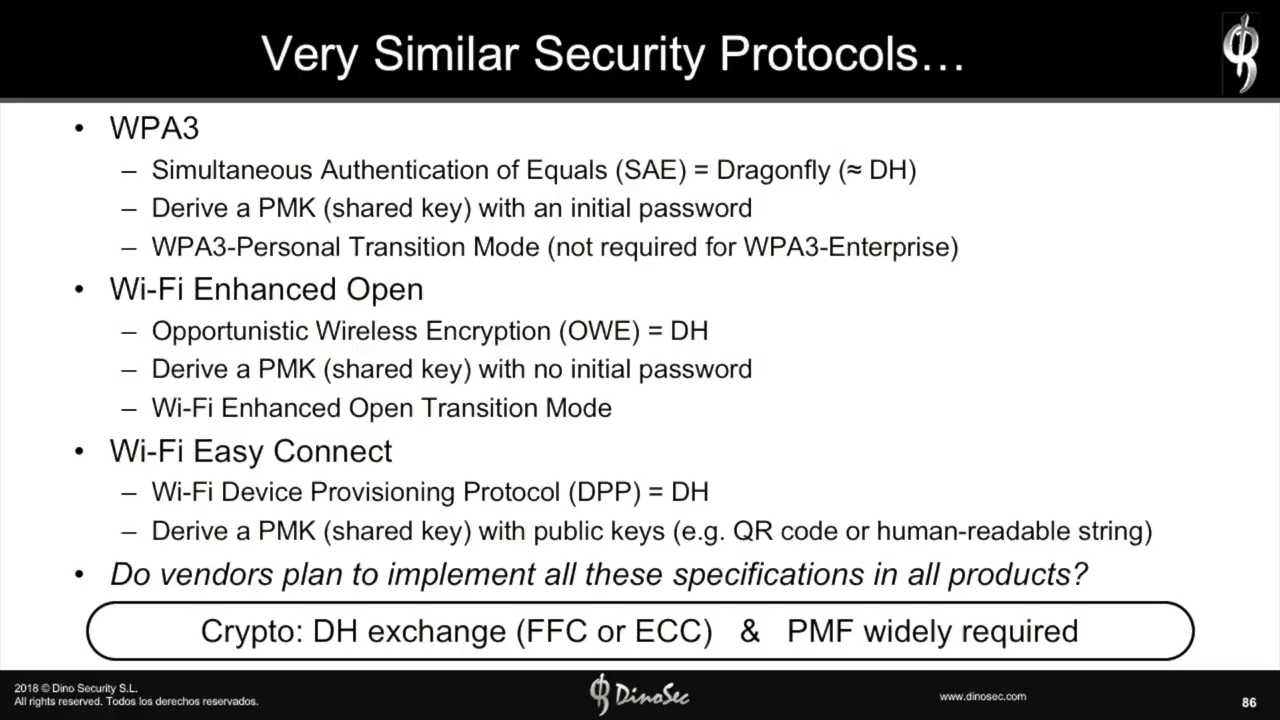 Very Similar Security Protocols…
• WPA3
– Simultaneous Authentication of Equals (SAE) = Dragonfly (≈ DH)
– Derive a PMK (shared key) with an initial password
– WPA3-Personal Transition Mode (not required for WPA3-Enterprise)
• Wi-Fi Enhanced Open
– Opportunistic Wireless Encryption (OWE) = DH
– Derive a PMK (shared key) with no initial password
– Wi-Fi Enhanced Open Transition Mode
• Wi-Fi Easy Connect
– Wi-Fi Device Provisioning Protocol (DPP) = DH
– Derive a PMK (shared key) with public keys (e.g. QR code or human-readable string)
• Do vendors plan to implement all these specifications in all products?
Crypto: DH exchange (FFC or ECC) & PMF widely required
2018 © Dino Security S.L.
All rights reserved. Todos los derechos reservados.
DinoSec
www.dinosec.com
86